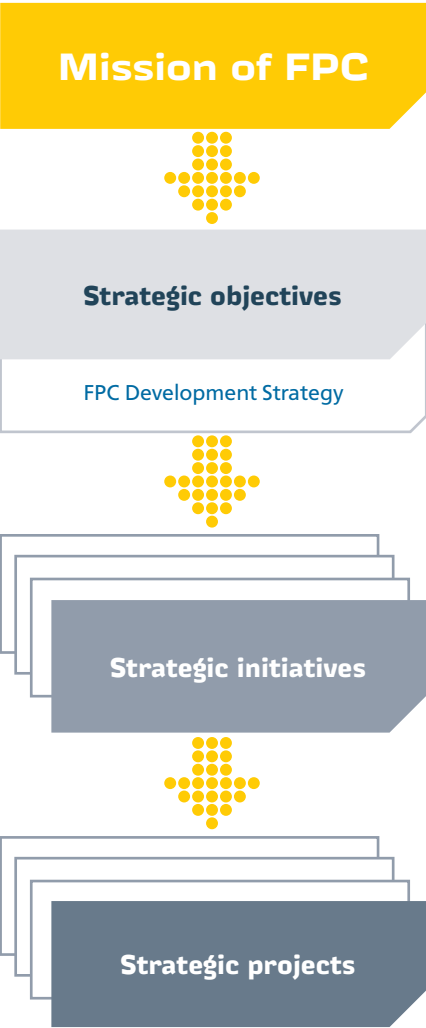 Mission of FPC
Strategic objectives
FPC Development Strategy
Strategic initiatives
Strategic projects